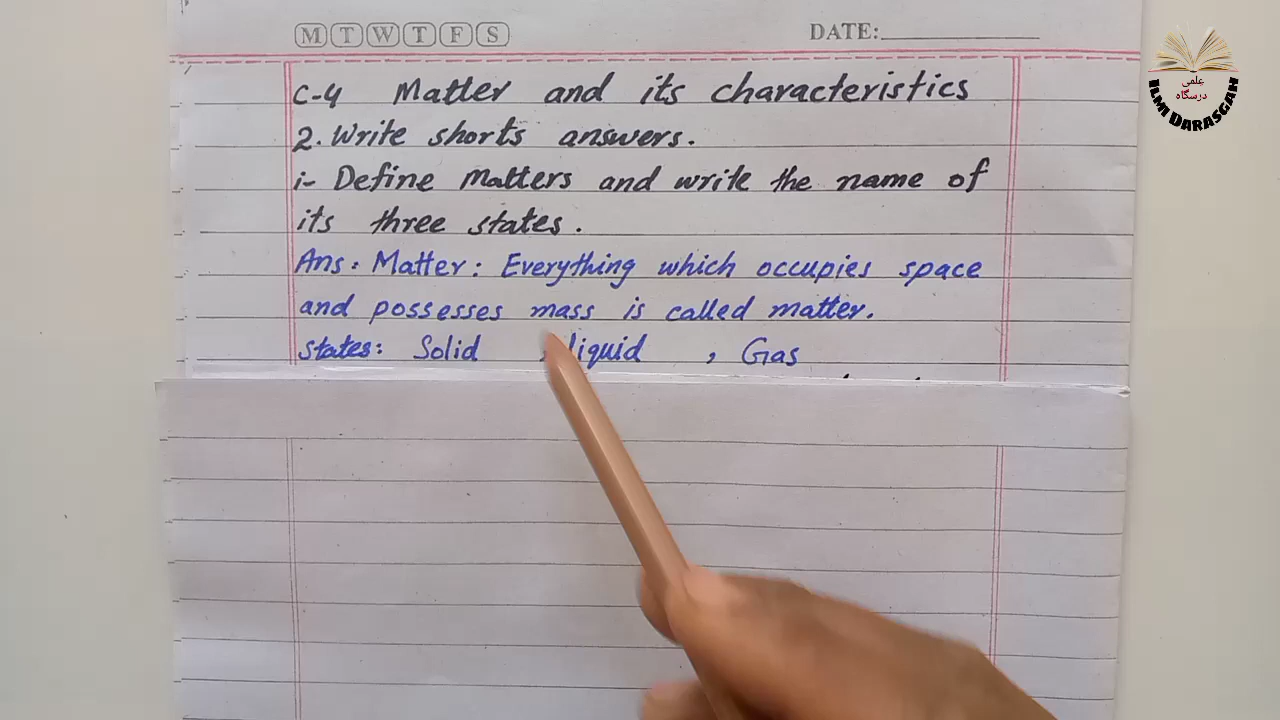 M T W T F S
DATE:
علمی
درسگاہ
ILMI DARASGAH
C-4 Matter and its characteristics
2. Write shorts answers.
i- Define Matters and write the name of
its three states.
Ans: Matter: Everything which occupies space
and possesses mass is called matter.
States: Solid , liquid , Gas